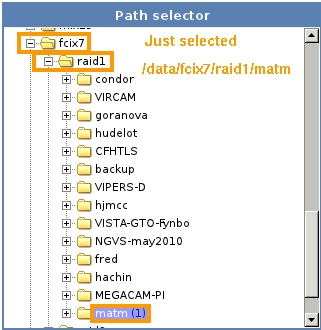 Path selector
fcix7
Just selected
raid1
/data/fcix7/raid1/matm
condor
VIRCAM
goranova
hudelot
CFHTLS
backup
VIPERS-D
hjmcc
VISTA-GTO-Fynbo
NGVS-may2010
fred
hachin
MEGACAM-PI
matm (1)